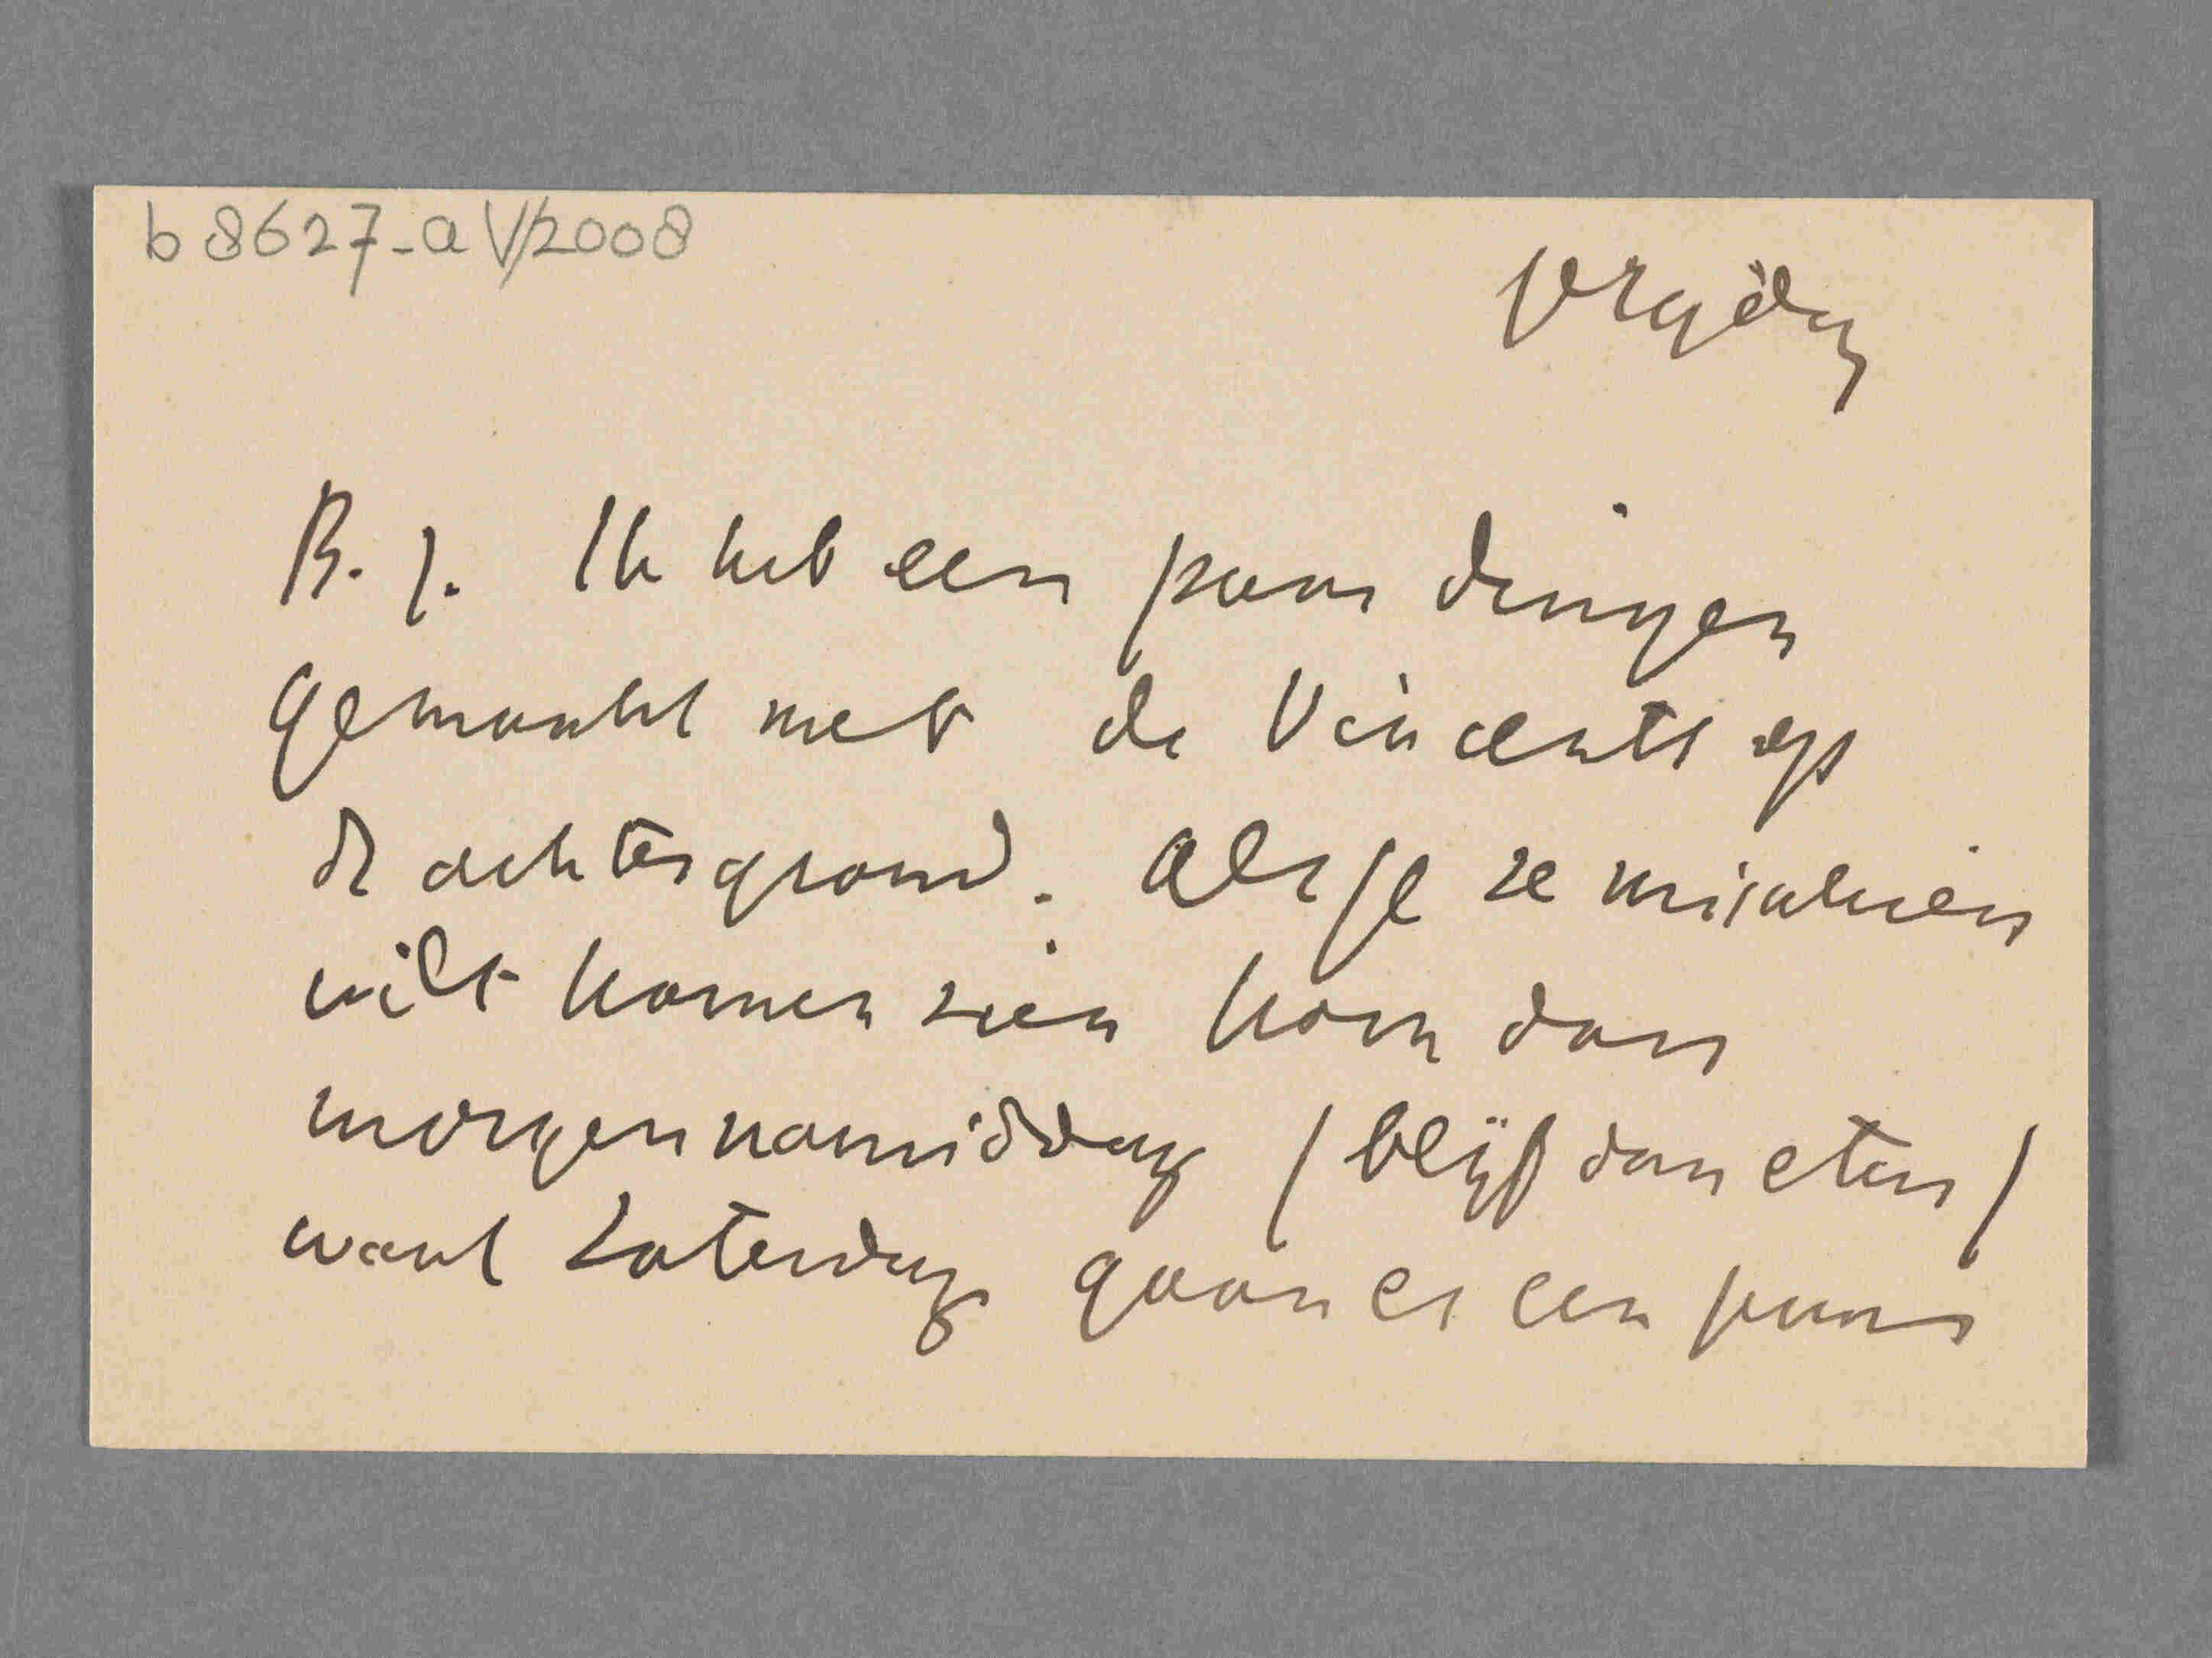 b 8627-a V/2008
vrijdag
B. J. Ik heb een paar dingen
gemaakt met de Vincents op
de achtergrond. Als je ze misschien
wilt komen zien kom dan
morgennamiddag (blijf dan eten)
want Zaterdag gaan er een paar